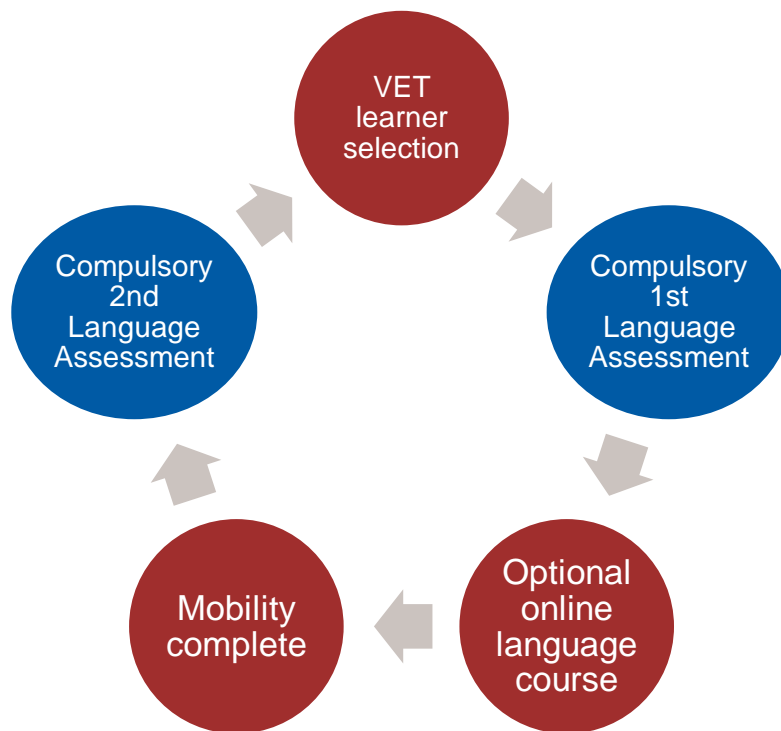 VET
learner
selection
Compulsory
1st
Language
Assessment
Optional
online
language
course
Mobility
complete
Compulsory
2nd
Language
Assessment